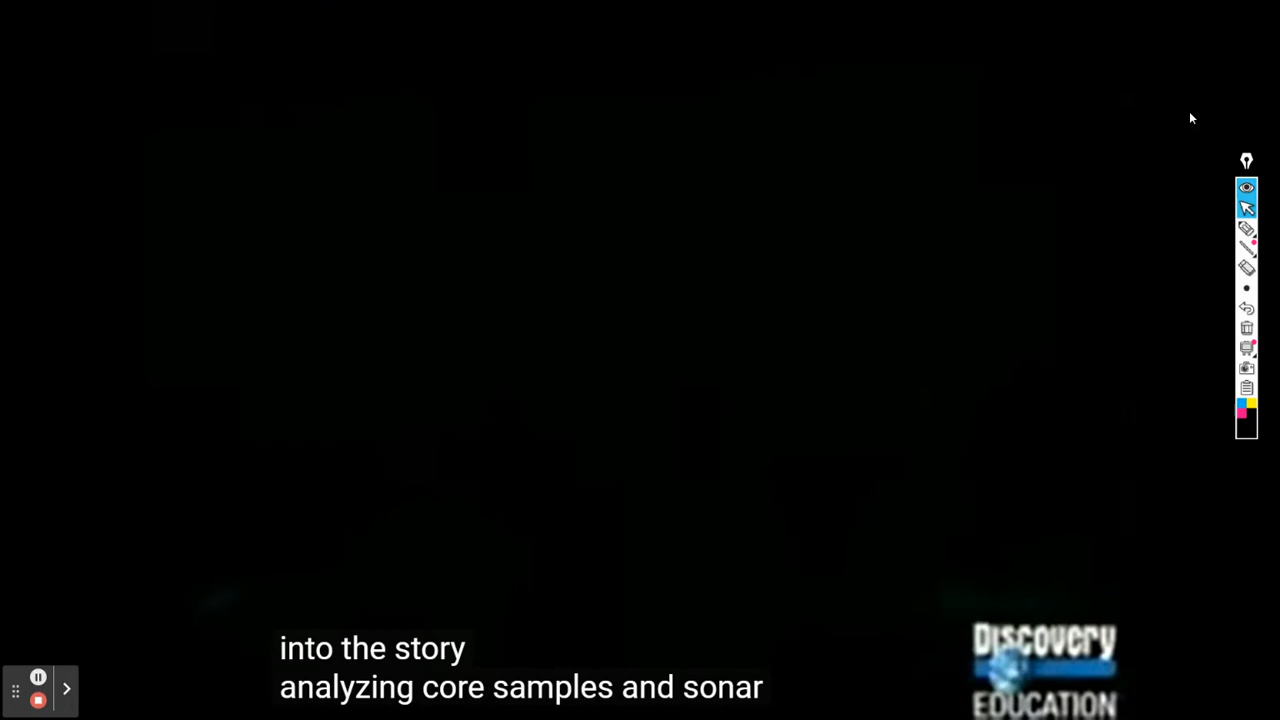 into the story
analyzing core samples and sonar
Discovery
EDUCATION